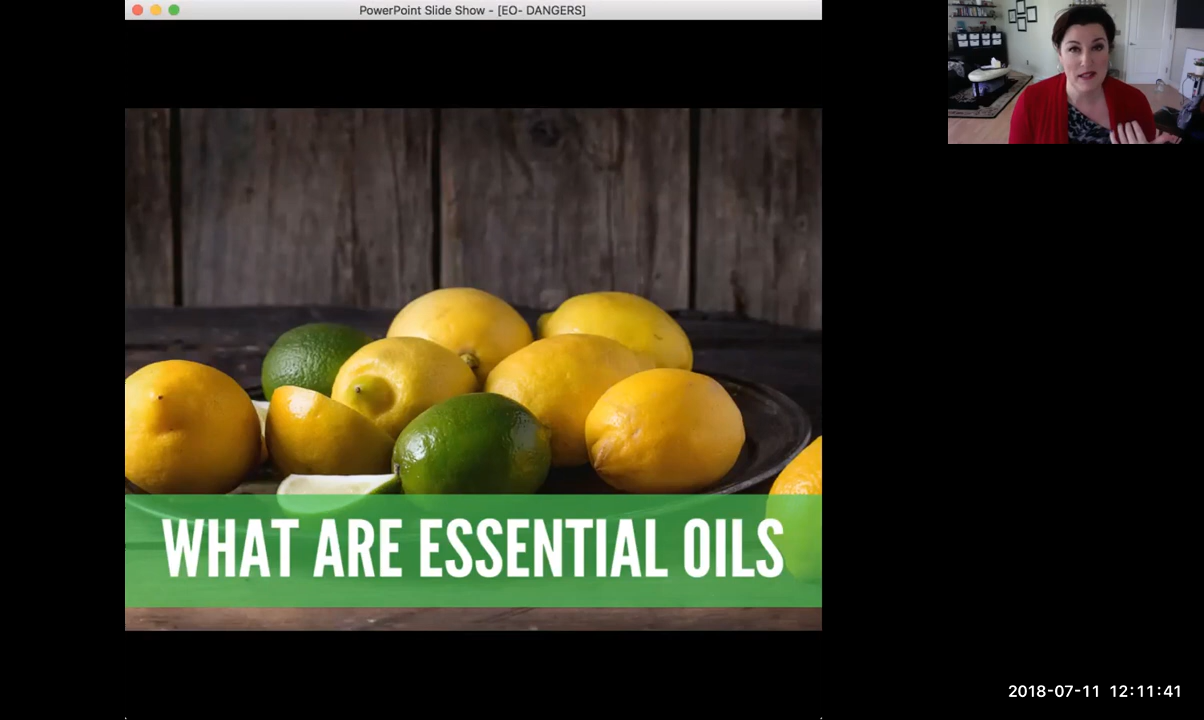 PowerPoint Slide Show - [EO- DANGERS]
WHAT ARE ESSENTIAL OILS
2018-07-11 12:11:41